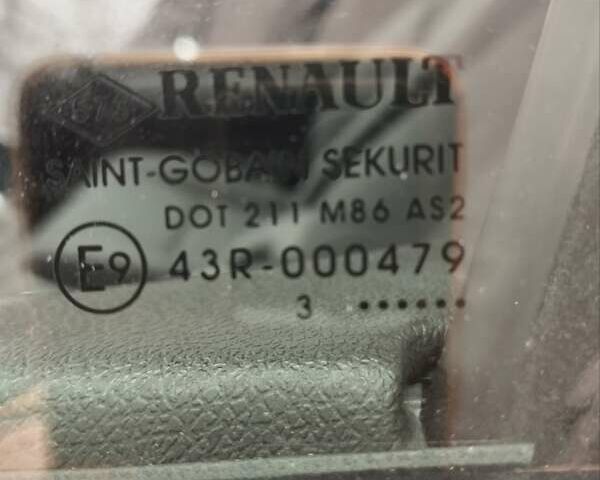 RENAULT
SAINT-GOBAIN SEKURIT
DOT 211 M86 AS2
E9 43R-000479
3 ••••••